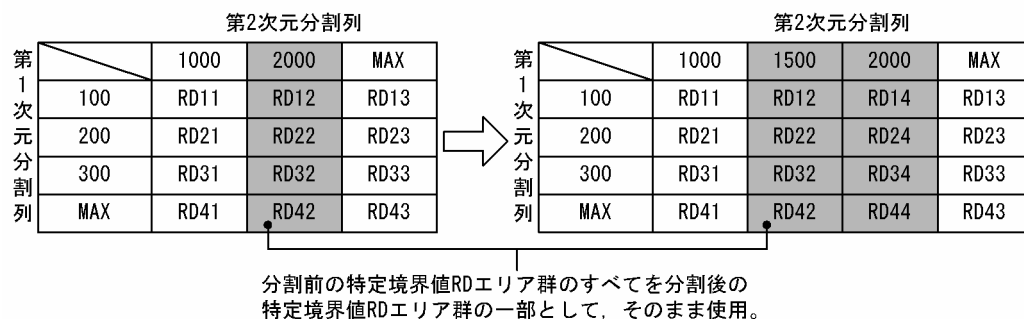 第2次元分割列
第1次元分割列
1000 2000 MAX
100 RD11 RD12 RD13
200 RD21 RD22 RD23
300 RD31 RD32 RD33
MAX RD41 RD42 RD43
第2次元分割列
第1次元分割列
1000 1500 2000 MAX
100 RD11 RD12 RD14 RD13
200 RD21 RD22 RD24 RD23
300 RD31 RD32 RD34 RD33
MAX RD41 RD42 RD44 RD43
分割前の特定境界値RDエリア群のすべてを分割後の
特定境界値RDエリア群の一部として，そのまま使用。